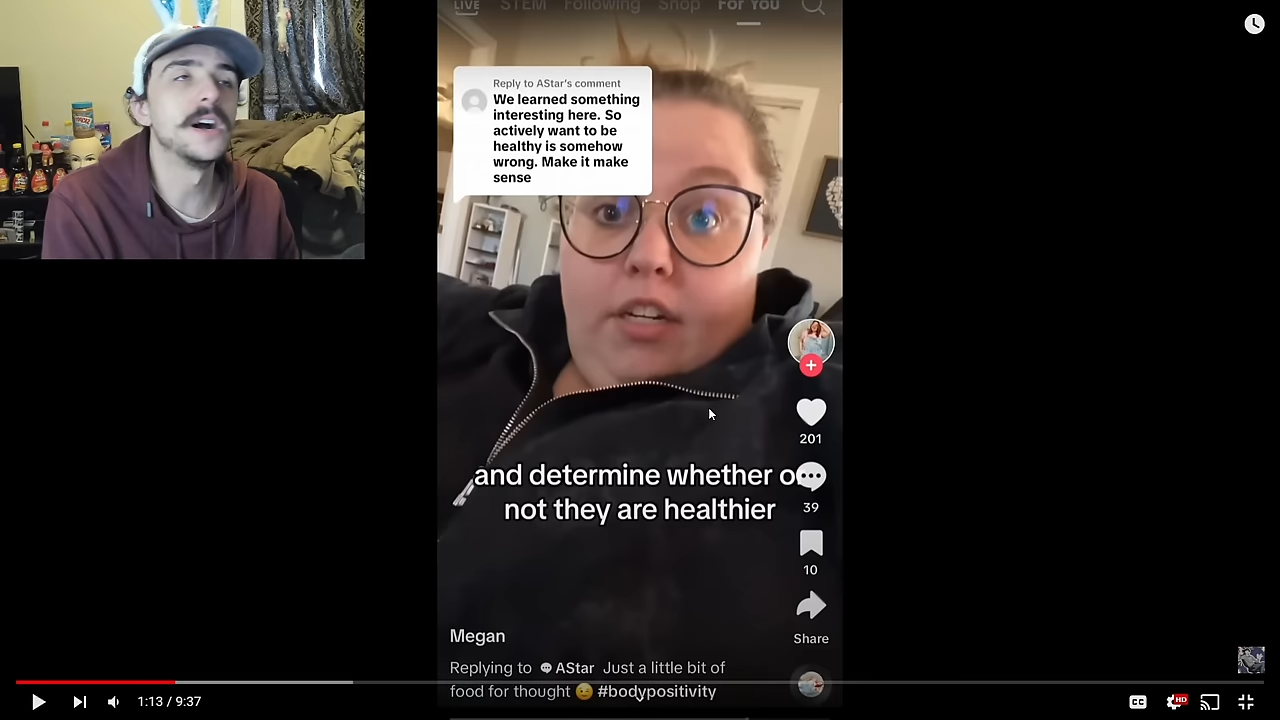 LIVE STEM Following Shop For You
Reply to AStar's comment
We learned something
interesting here. So
actively want to be
healthy is somehow
wrong. Make it make
sense
201
and determine whether o
not they are healthier
39
10
Share
Megan
Replying to AStar Just a little bit of
food for thought 😉 #bodypositivity
1:13 / 9:37
CC
HD